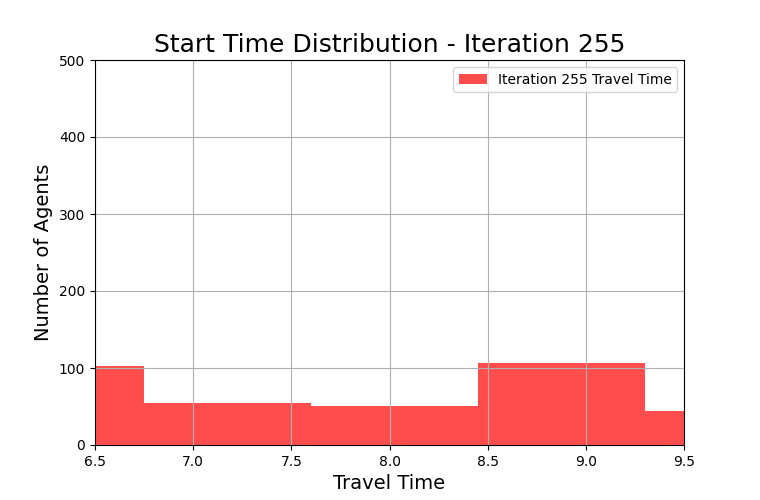 Start Time Distribution - Iteration 255
Iteration 255 Travel Time
Number of Agents
500
400
300
200
100
0
6.5 7.0 7.5 8.0 8.5 9.0 9.5
Travel Time